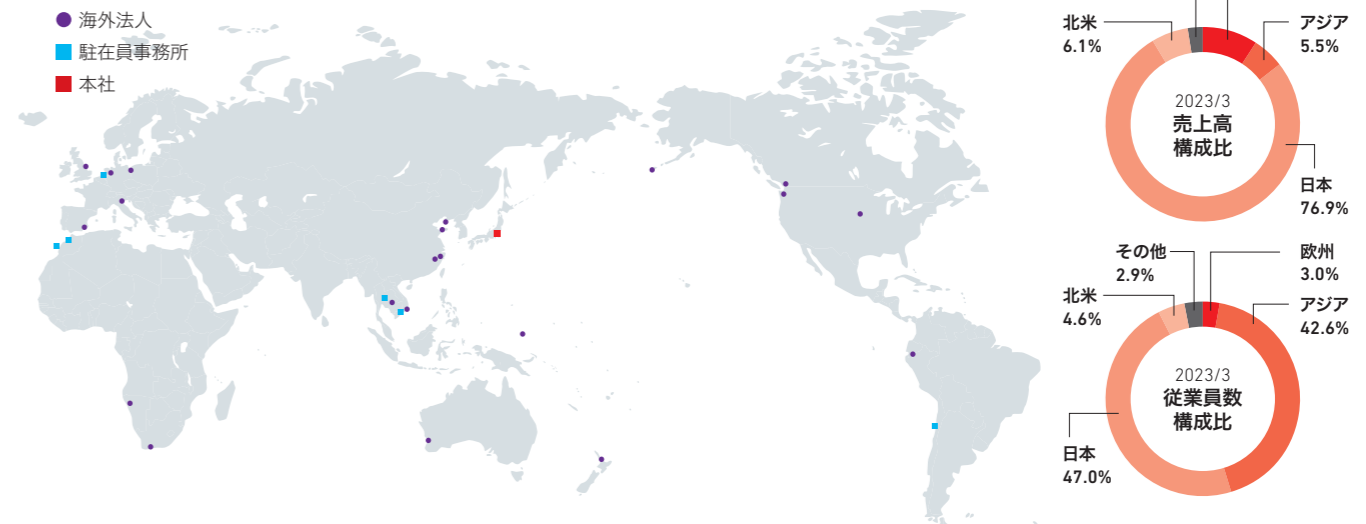 海外法人
駐在員事務所
本社
北米
6.1%
アジア
5.5%
2023/3
売上高
構成比
日本
76.9%
その他
2.9%
欧州
3.0%
北米
4.6%
アジア
42.6%
2023/3
従業員数
構成比
日本
47.0%